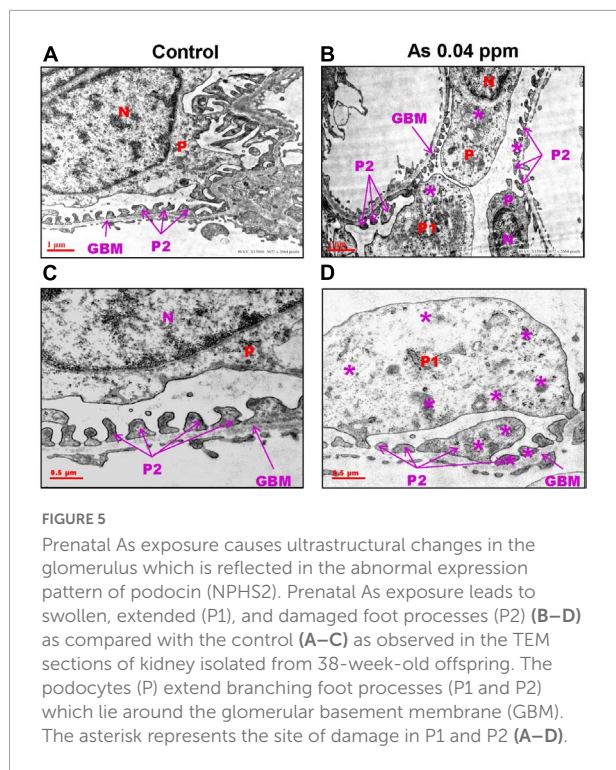 A Control
B As 0.04 ppm
N
P
GBM
P2
1 μm
N
*
GBM
P
*
P2
*
P2
P1
P
N
1 μm
C
D
N
P
P2
GBM
0.5 μm
*
*
P1
*
*
*
*
*
*
*
P2
GBM
0.5 μm
FIGURE 5
Prenatal As exposure causes ultrastructural changes in the
glomerulus which is reflected in the abnormal expression
pattern of podocin (NPHS2). Prenatal As exposure leads to
swollen, extended (P1), and damaged foot processes (P2) (B–D)
as compared with the control (A–C) as observed in the TEM
sections of kidney isolated from 38-week-old offspring. The
podocytes (P) extend branching foot processes (P1 and P2)
which lie around the glomerular basement membrane (GBM).
The asterisk represents the site of damage in P1 and P2 (A–D).